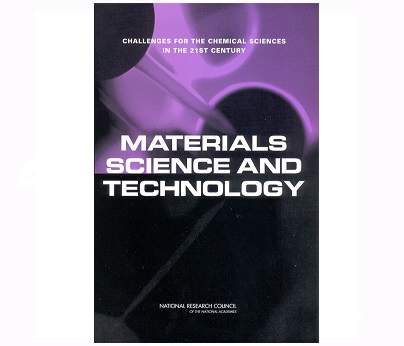 CHALLENGES FOR THE CHEMICAL SCIENCES
IN THE 21ST CENTURY
MATERIALS
SCIENCE AND
TECHNOLOGY
NATIONAL RESEARCH COUNCIL
OF THE NATIONAL ACADEMIES